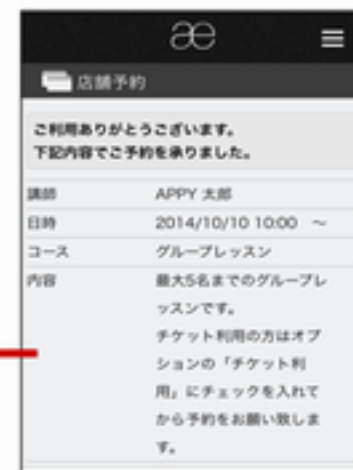 æ
店舗予約
ご利用ありがとうございます。
下記内容でご予約を承りました。
講師 APPY 太郎
日時 2014/10/10 10:00 ～
コース グループレッスン
内容 最大5名までのグループレ
ッスンです。
チケット利用の方はオプ
ションの「チケット利
用」にチェックを入れて
から予約をお願い致しま
す。